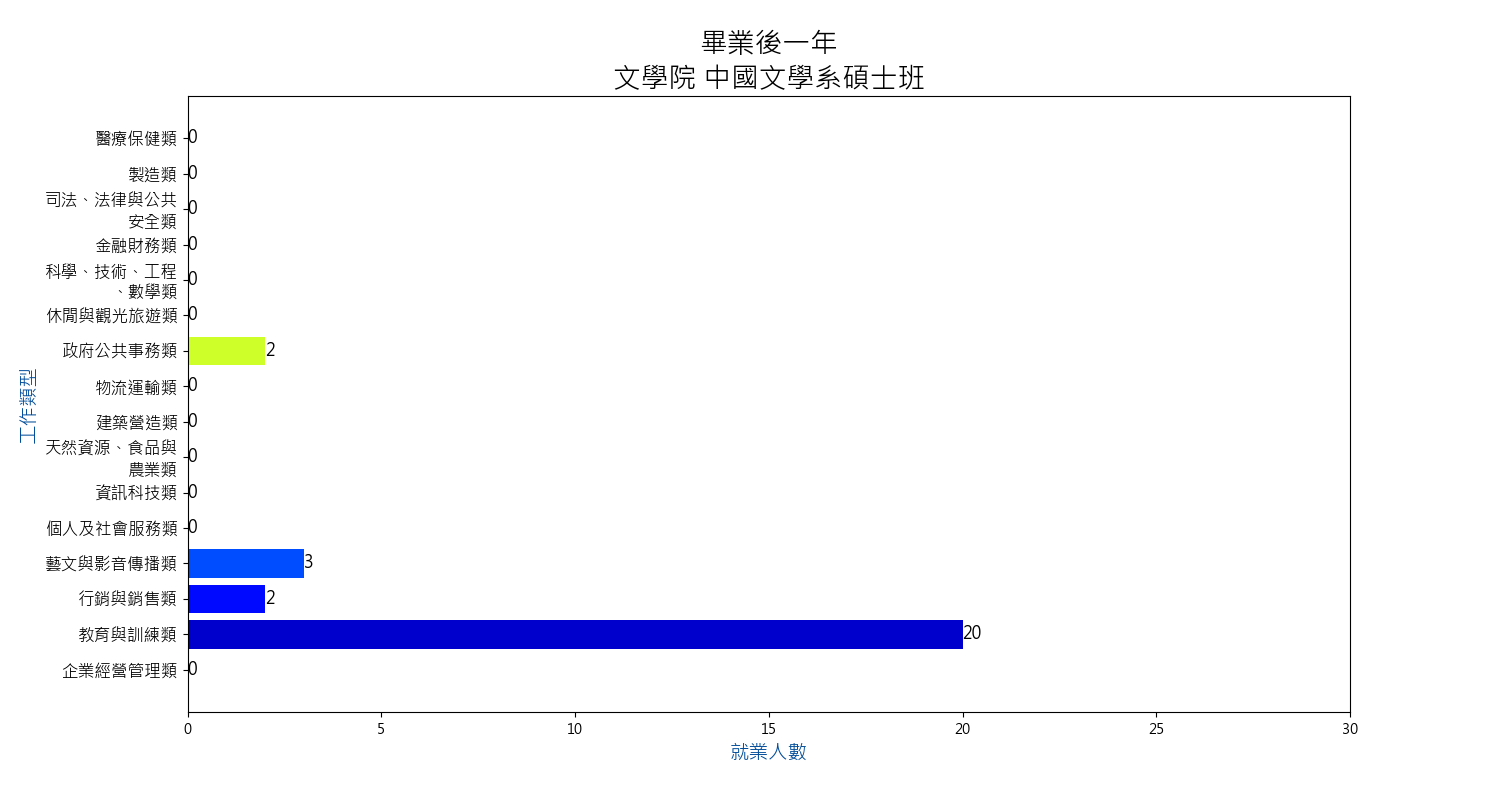 畢業後一年
文學院 中國文學系碩士班
醫療保健類 0
製造類 0
司法、法律與公共
安全類 0
金融財務類 0
科學、技術、工程
、數學類 0
休閒與觀光旅遊類 0
政府公共事務類 2
物流運輸類 0
建築營造類 0
天然資源、食品與
農業類 0
資訊科技類 0
個人及社會服務類 0
藝文與影音傳播類 3
行銷與銷售類 2
教育與訓練類 20
企業經營管理類 0
工作類型
0 5 10 15 20 25 30
就業人數